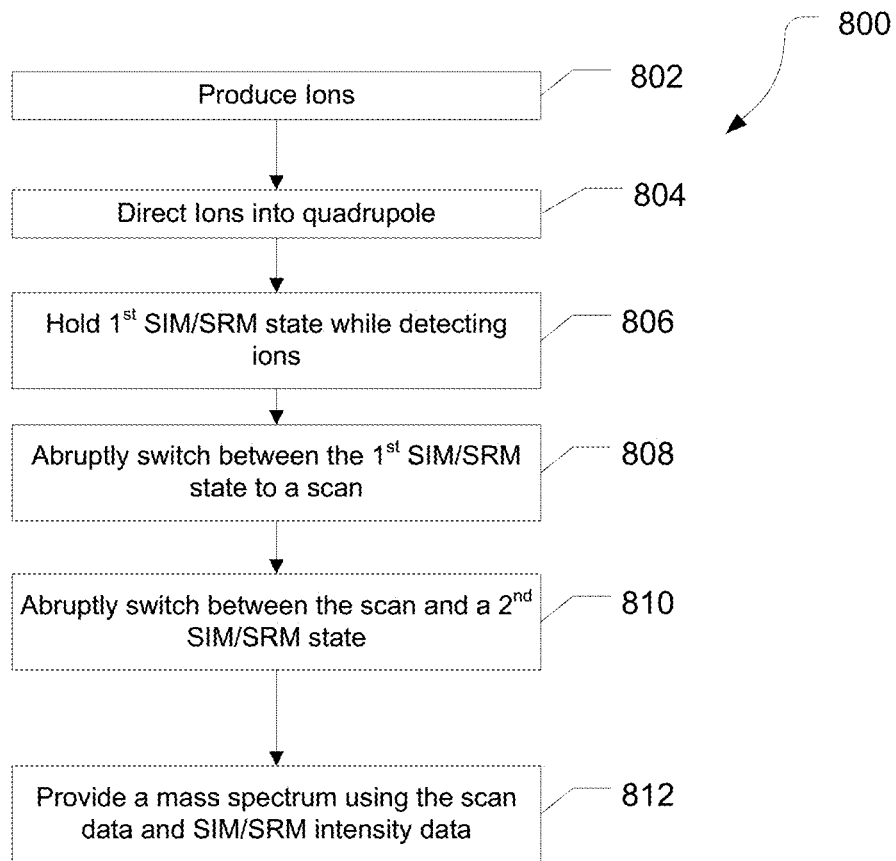 800
Produce Ions
802
Direct Ions into quadrupole
804
Hold 1st SIM/SRM state while detecting
ions
806
Abruptly switch between the 1st SIM/SRM
state to a scan
808
Abruptly switch between the scan and a 2nd
SIM/SRM state
810
Provide a mass spectrum using the scan
data and SIM/SRM intensity data
812